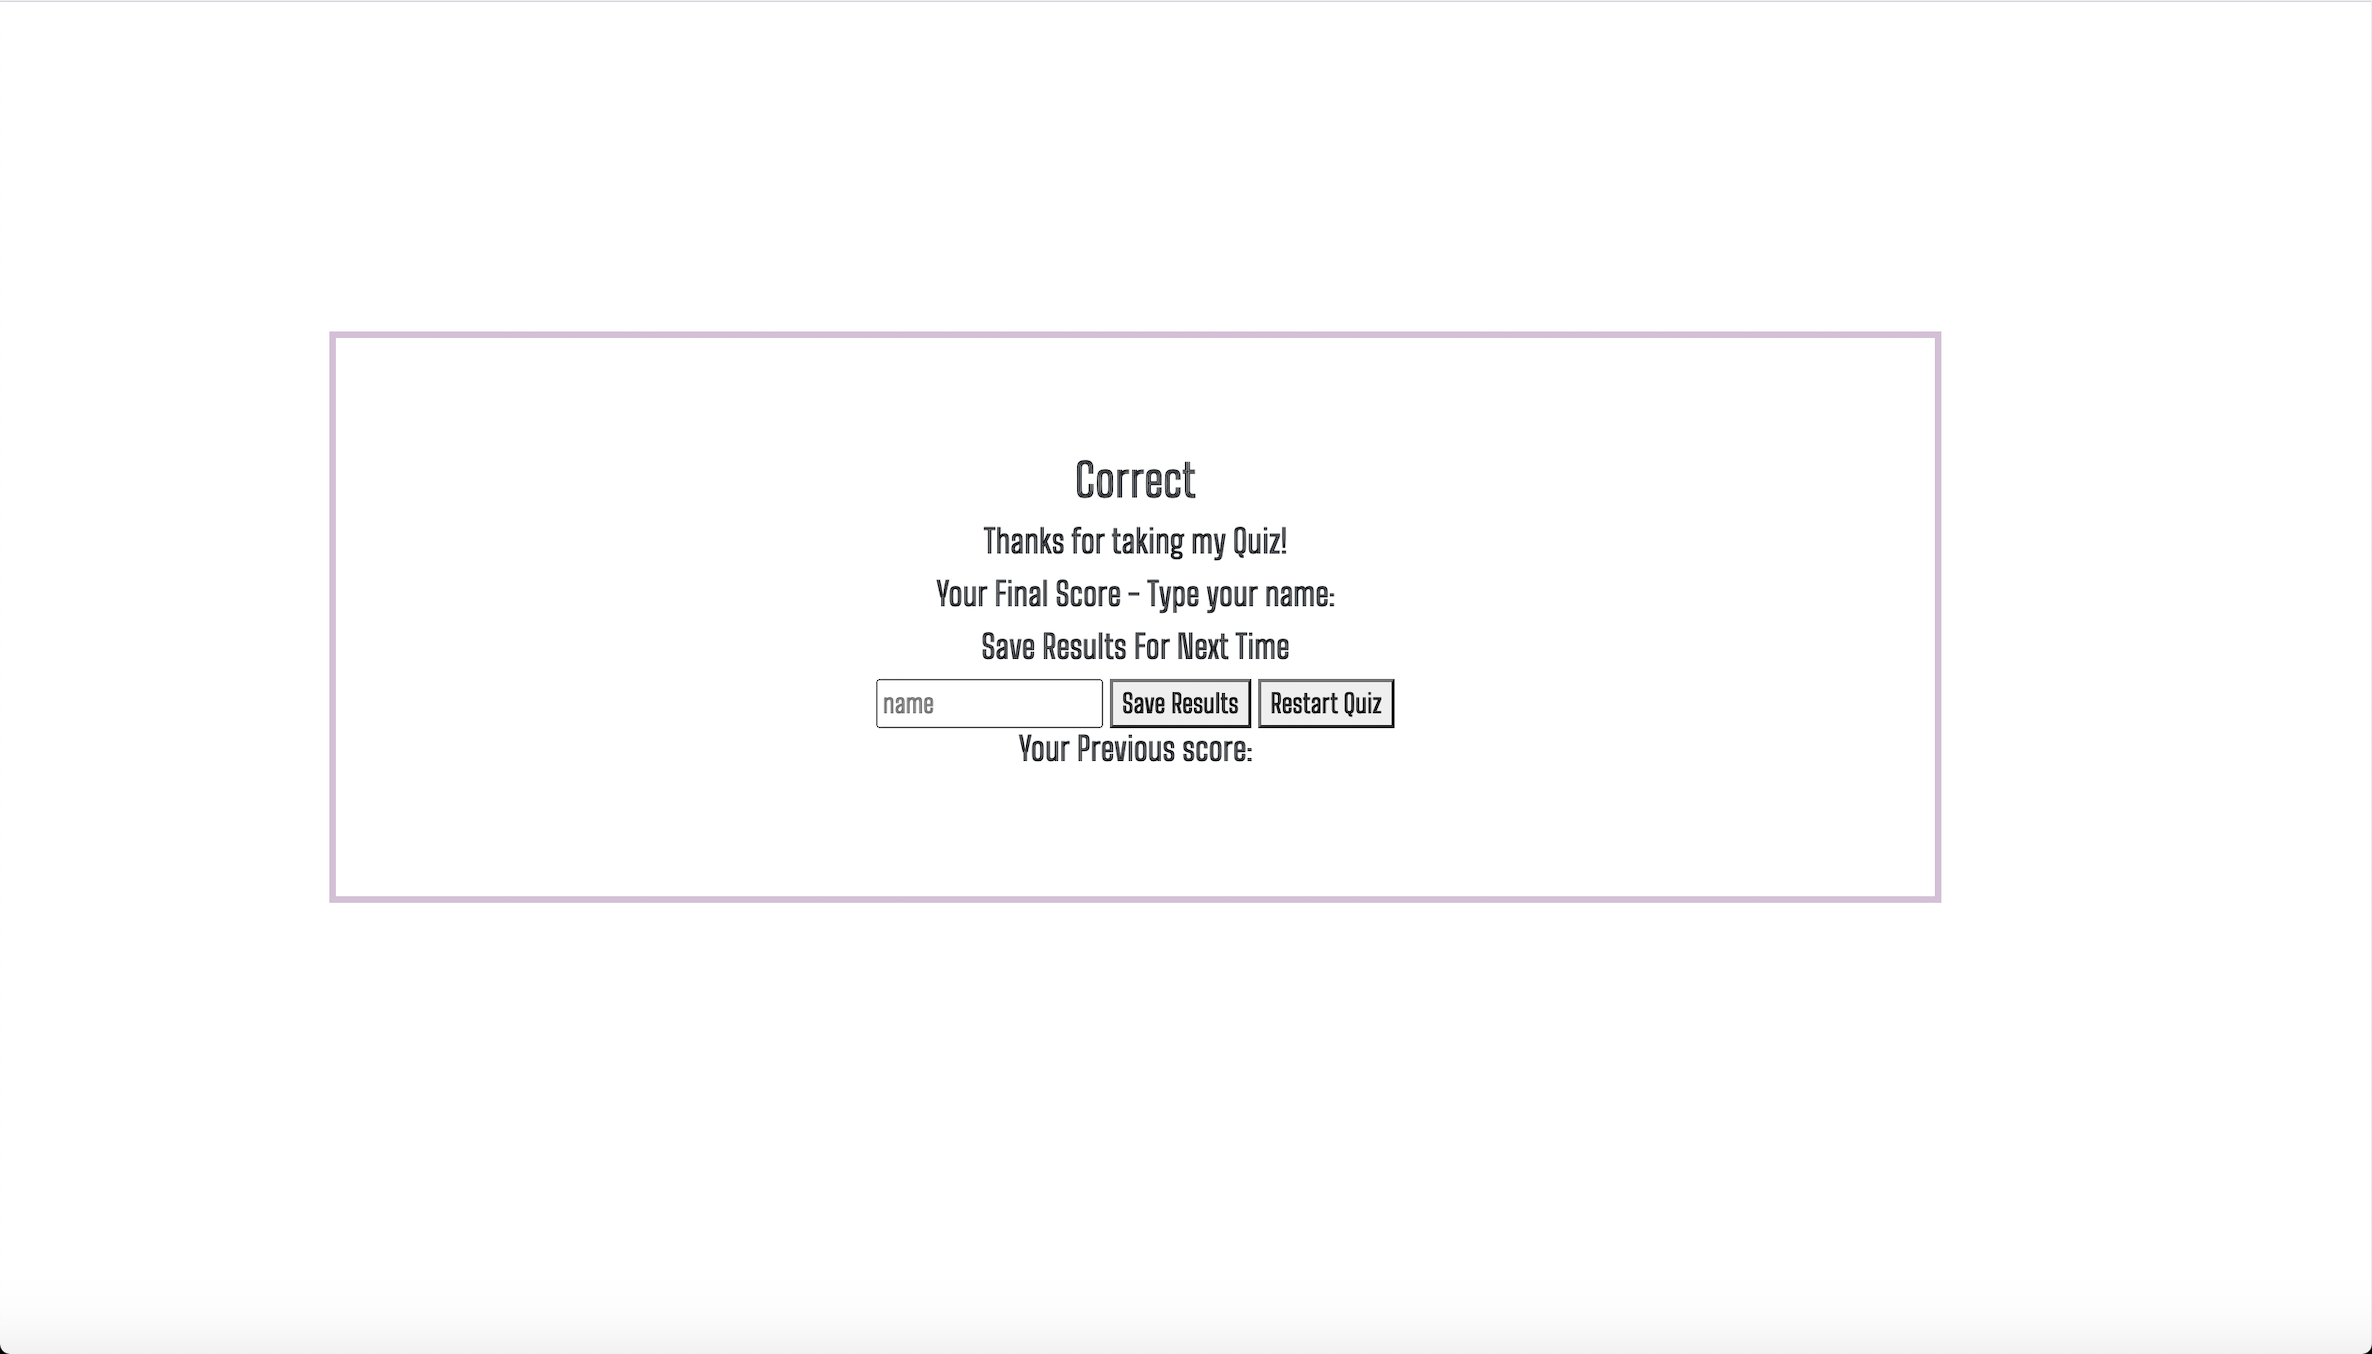 Correct
Thanks for taking my Quiz!
Your Final Score - Type your name:
Save Results For Next Time
name Save Results Restart Quiz
Your Previous score: